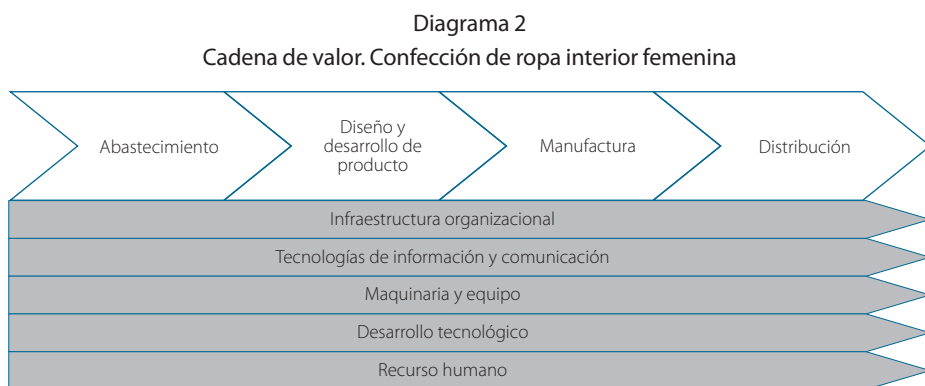 Diagrama 2
Cadena de valor. Confección de ropa interior femenina
Abastecimiento
Diseño y
desarrollo de
producto
Manufactura
Distribución
Infraestructura organizacional
Tecnologías de información y comunicación
Maquinaria y equipo
Desarrollo tecnológico
Recurso humano